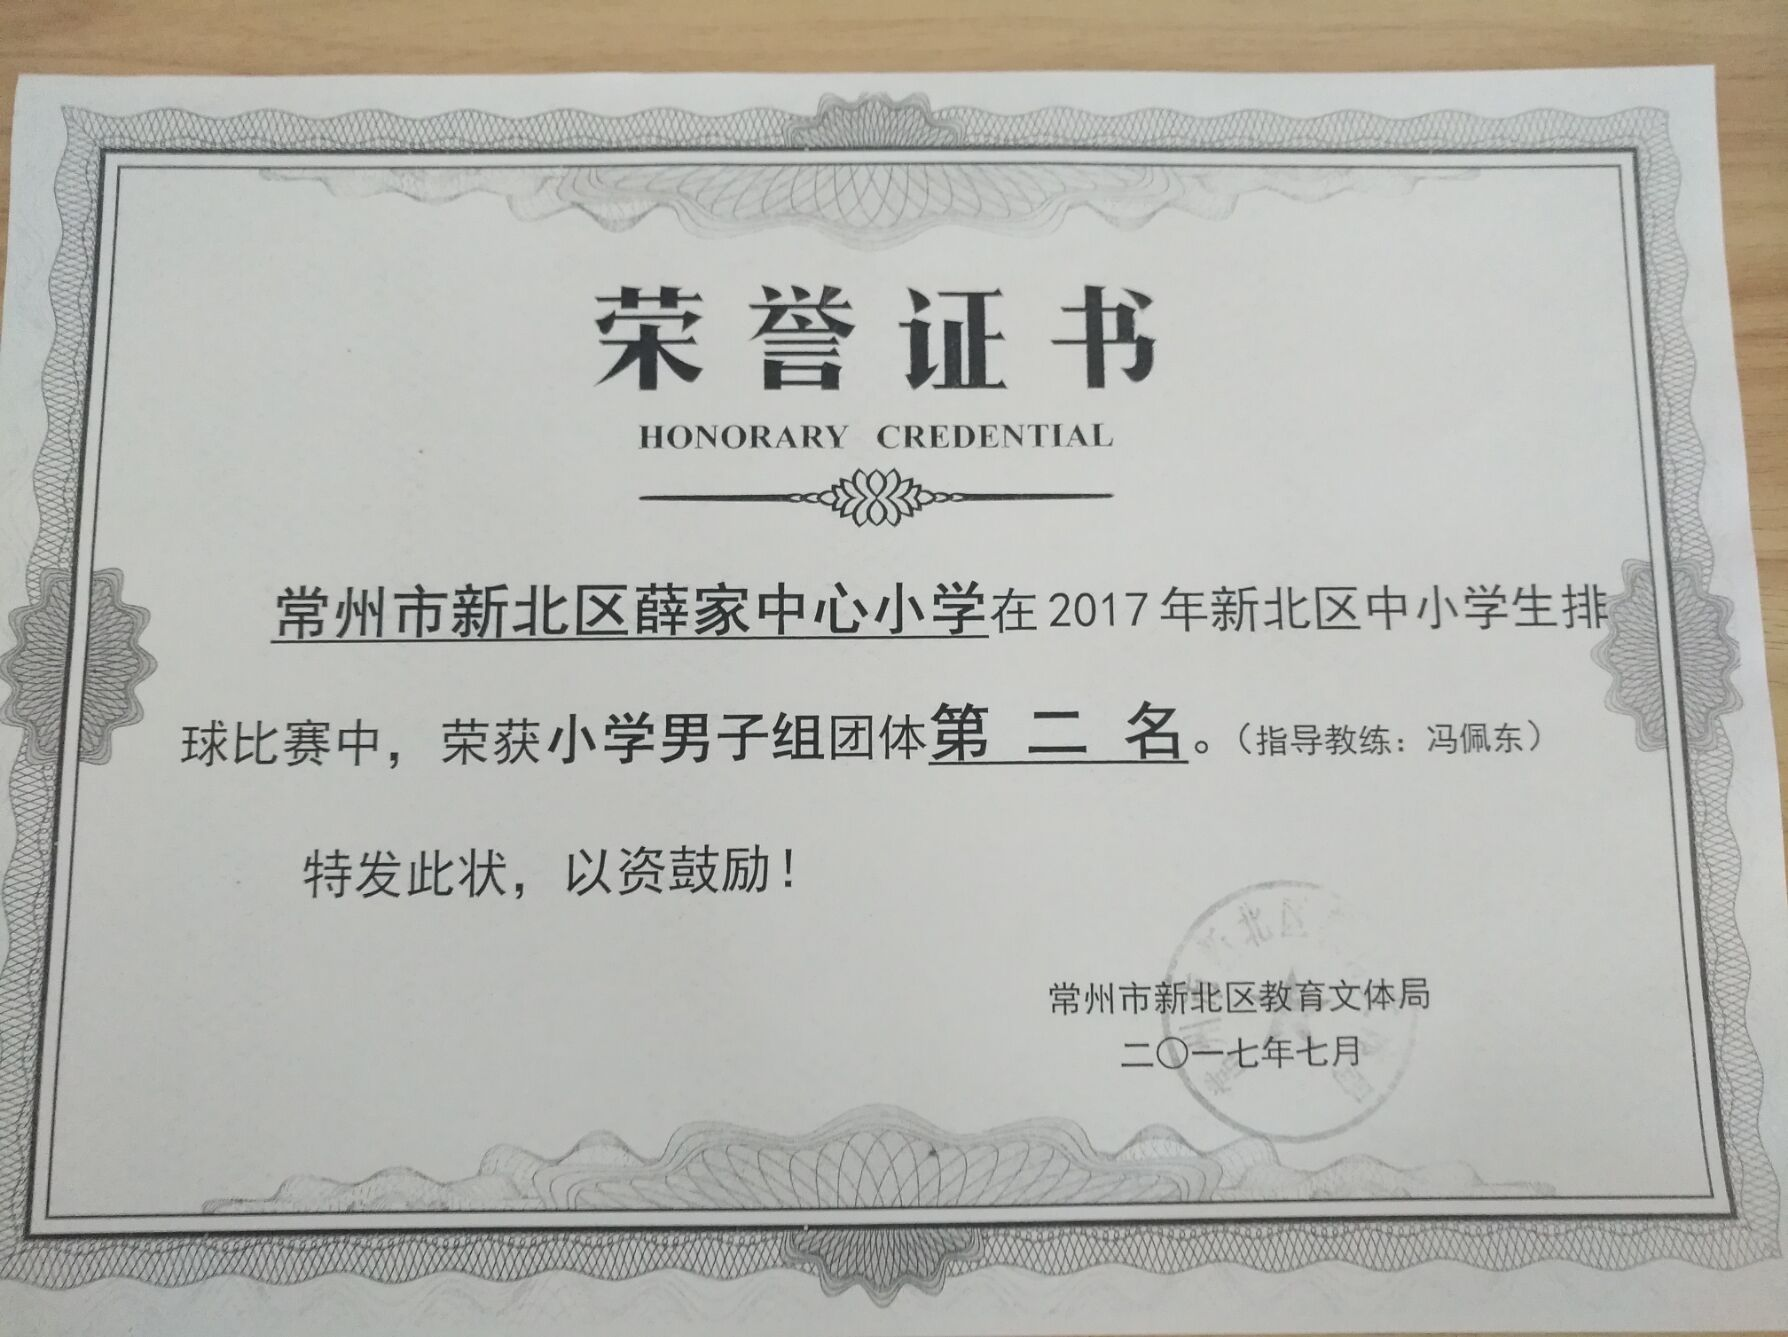 荣誉证书
HONORARY CREDENTIAL
常州市新北区薛家中心小学在2017年新北区中小学生排
球比赛中，荣获小学男子组团体第二名。（指导教练：冯佩东）
特发此状，以资鼓励！
常州市新北区教育文体局
二〇一七年七月